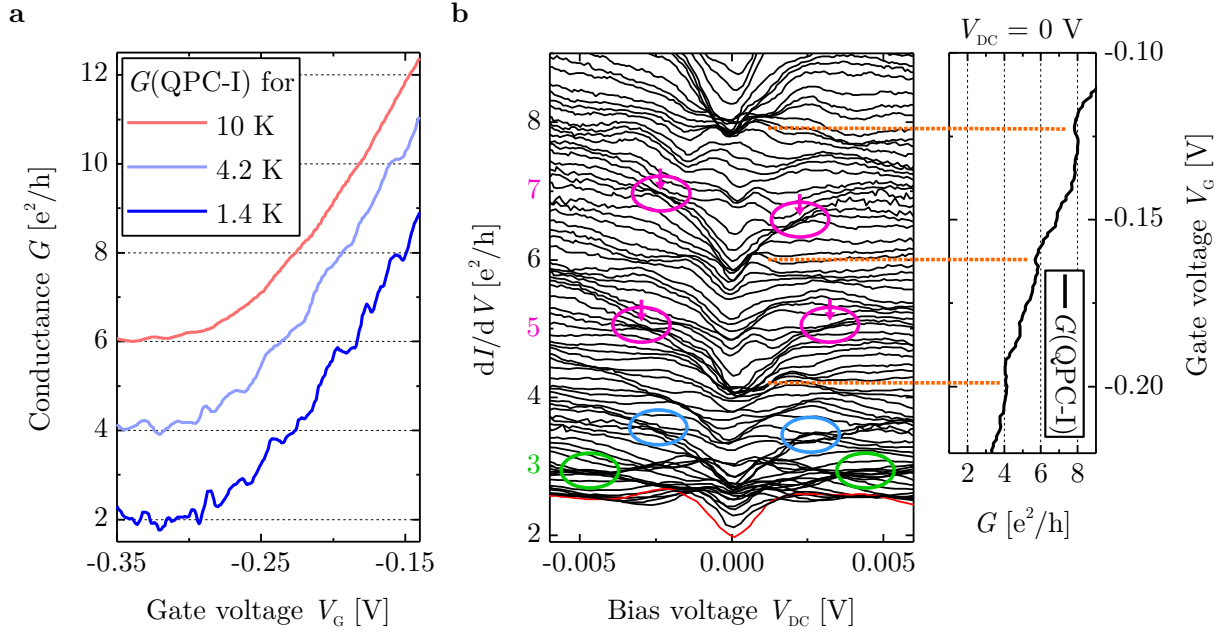 a
G(QPC-I) for
10 K
4.2 K
1.4 K
12
10
8
6
4
2
Conductance G [e²/h]
-0.35
-0.25
-0.15
Gate voltage V_G [V]
b
dI/dV [e²/h]
8
7
6
5
4
3
2
-0.005
0.000
0.005
Bias voltage V_DC [V]
V_DC = 0 V
-0.10
-0.15
-0.20
Gate voltage V_G [V]
G(QPC-I)
2
4
6
8
G [e²/h]